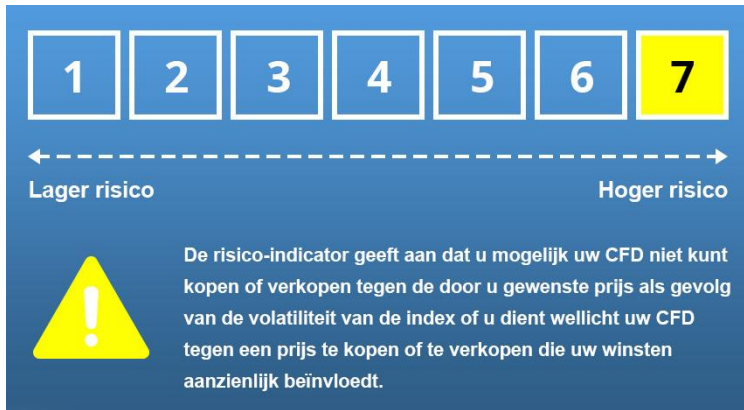 1 2 3 4 5 6 7
Lager risico Hoger risico
De risico-indicator geeft aan dat u mogelijk uw CFD niet kunt
kopen of verkopen tegen de door u gewenste prijs als gevolg
van de volatiliteit van de index of u dient wellicht uw CFD
tegen een prijs te kopen of te verkopen die uw winsten
aanzienlijk beïnvloedt.